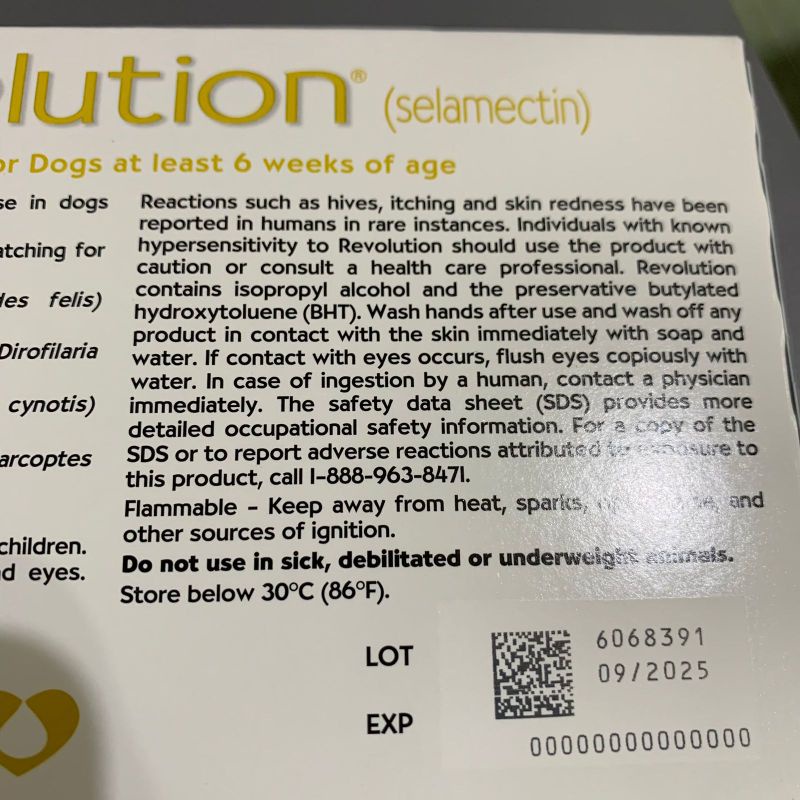 lution® (selamectin)
or Dogs at least 6 weeks of age
se in dogs
atching for
des felis)
Dirofilaria
cynotis)
arcoptes
children.
d eyes.
Reactions such as hives, itching and skin redness have been
reported in humans in rare instances. Individuals with known
hypersensitivity to Revolution should use the product with
caution or consult a health care professional. Revolution
contains isopropyl alcohol and the preservative butylated
hydroxytoluene (BHT). Wash hands after use and wash off any
product in contact with the skin immediately with soap and
water. If contact with eyes occurs, flush eyes copiously with
water. In case of ingestion by a human, contact a physician
immediately. The safety data sheet (SDS) provides more
detailed occupational safety information. For a copy of the
SDS or to report adverse reactions attributed to exposure to
this product, call 1-888-963-8471.
Flammable - Keep away from heat, sparks, and
other sources of ignition.
Do not use in sick, debilitated or underweight animals.
Store below 30°C (86°F).
LOT 6068391
09/2025
EXP
00000000000000